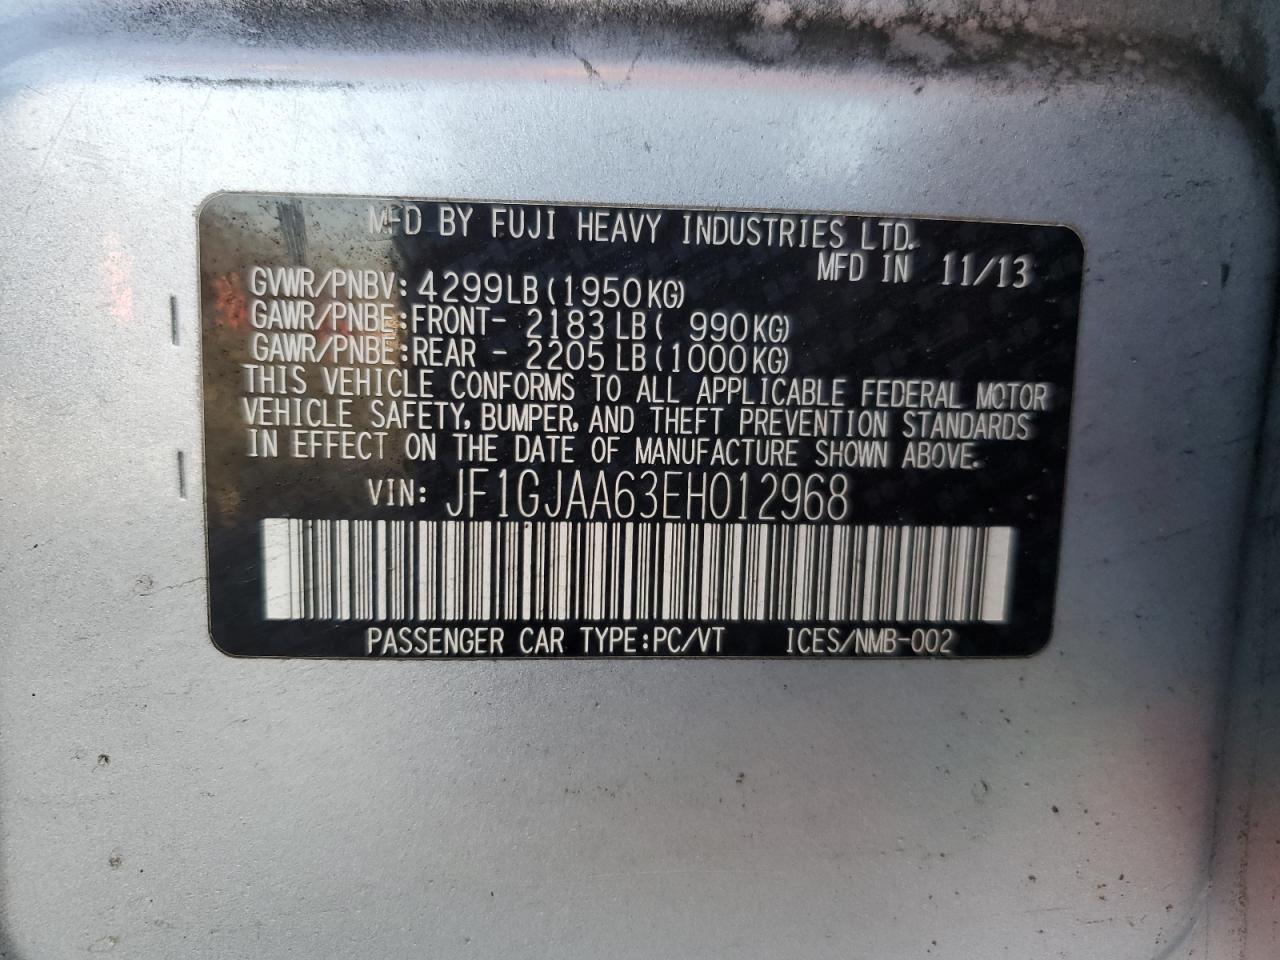 MFD BY FUJI HEAVY INDUSTRIES LTD.
MFD IN 11/13
GVWR/PNBV: 4299LB(1950KG)
GAWR/PNBE:FRONT- 2183LB( 990KG)
GAWR/PNBE:REAR - 2205LB(1000KG)
THIS VEHICLE CONFORMS TO ALL APPLICABLE FEDERAL MOTOR
VEHICLE SAFETY, BUMPER, AND THEFT PREVENTION STANDARDS
IN EFFECT ON THE DATE OF MANUFACTURE SHOWN ABOVE.
VIN: JF1GJAA63EH012968
PASSENGER CAR TYPE:PC/VT ICES/NMB-002